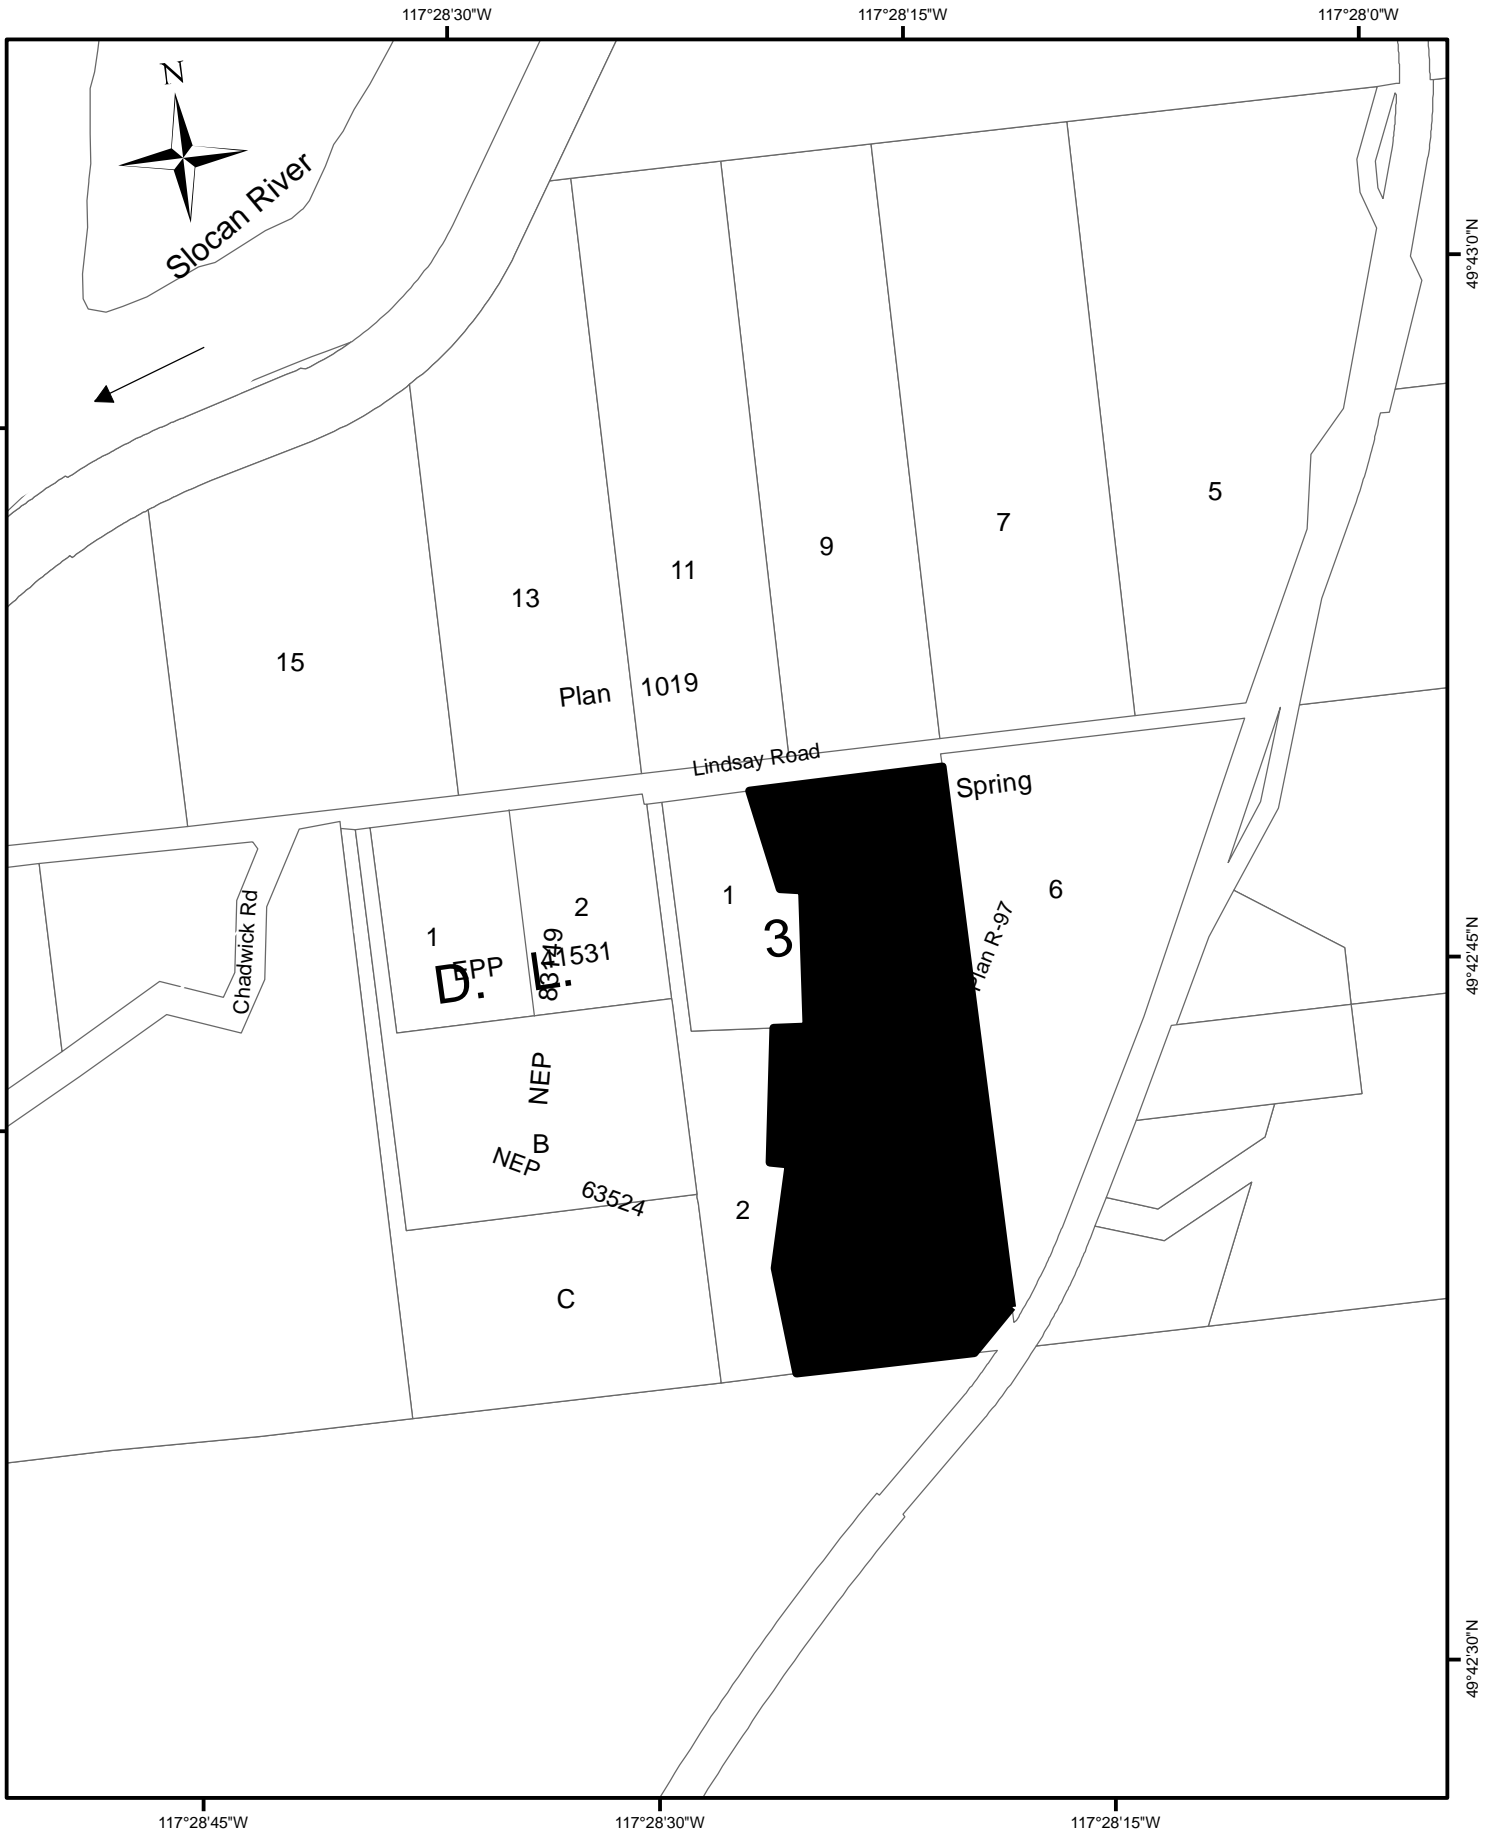 117°28'30"W
117°28'15"W
117°28'0"W
N
Slocan River
49°43'0"N
5
7
9
11
13
15
Plan 1019
Lindsay Road
Spring
6
1
2
1
3
Chadwick Rd
Plan R-97
EPP 41531
D. L.
83149
49°42'45"N
NEP
B
NEP 63524
2
C
49°42'30"N
117°28'45"W
117°28'30"W
117°28'15"W